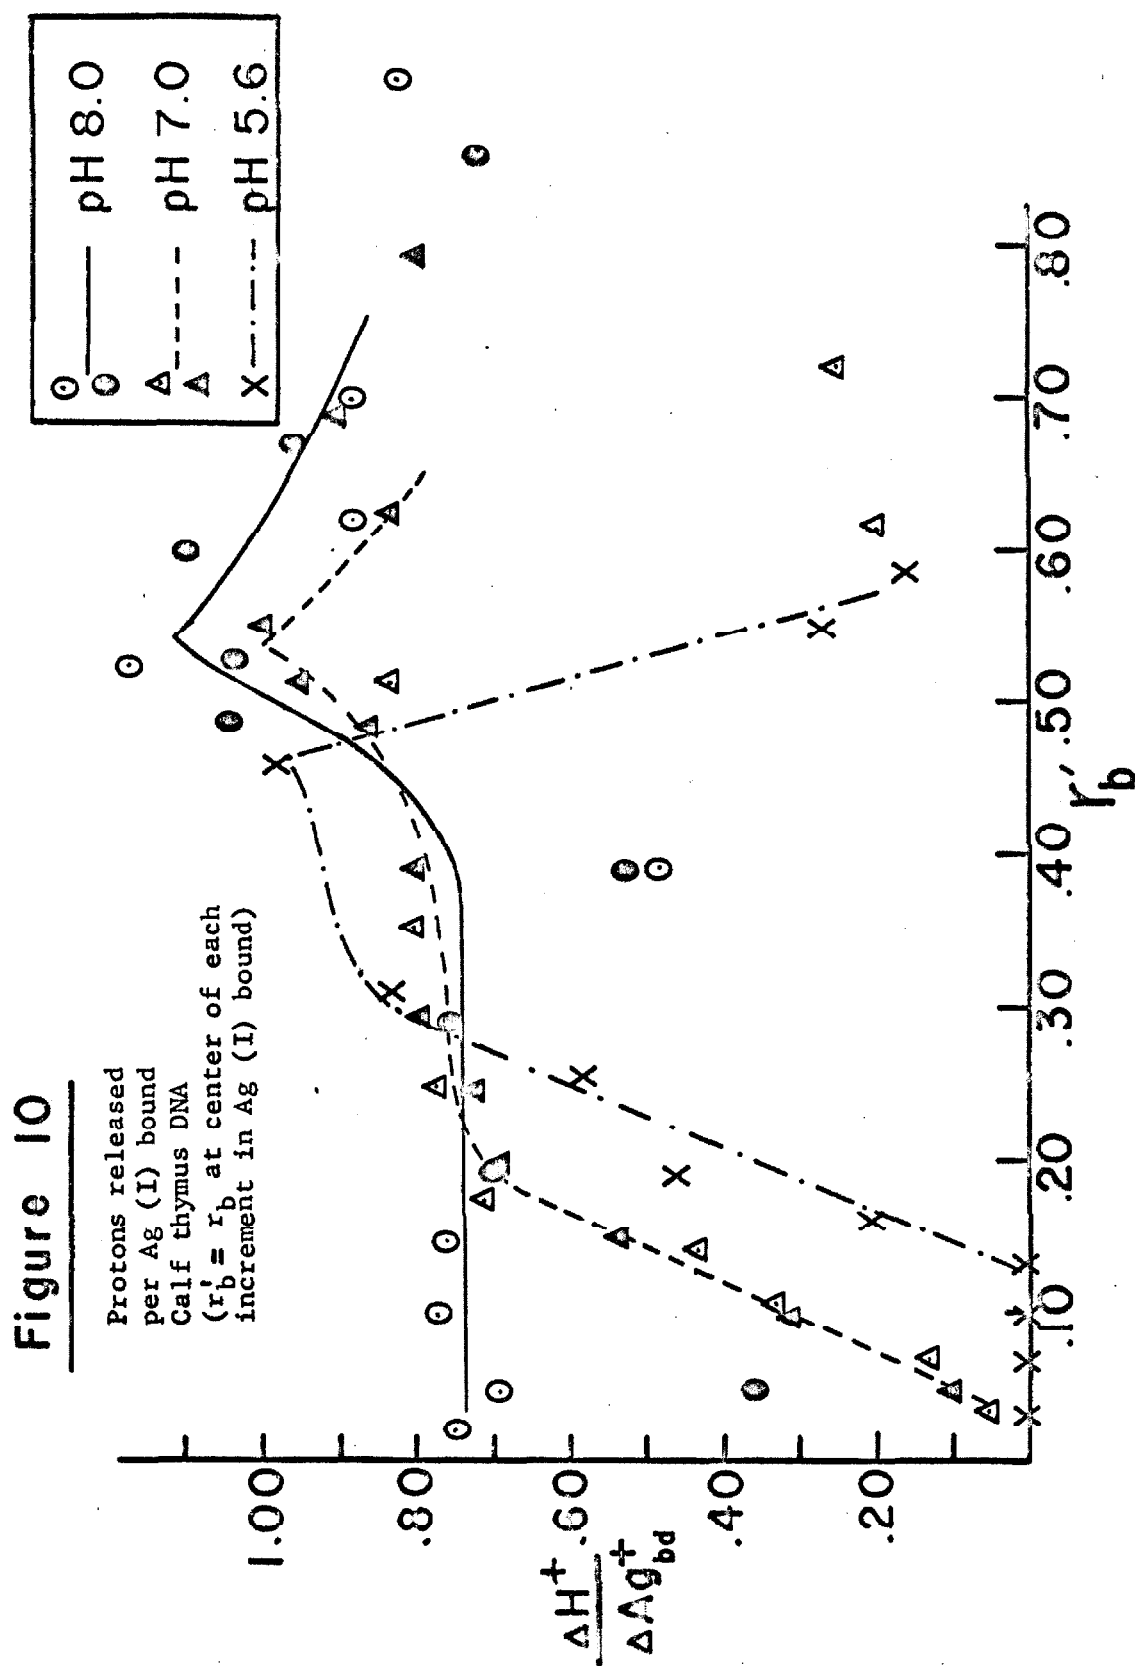 Figure 10
Protons released
per Ag (I) bound
Calf thymus DNA
(r'b = rb at center of each
increment in Ag (I) bound)
pH 8.0
pH 7.0
pH 5.6
ΔH+
ΔAg+bd
1.00
.80
.60
.40
.20
.10
.20
.30
.40
.50
.60
.70
.80
r'b